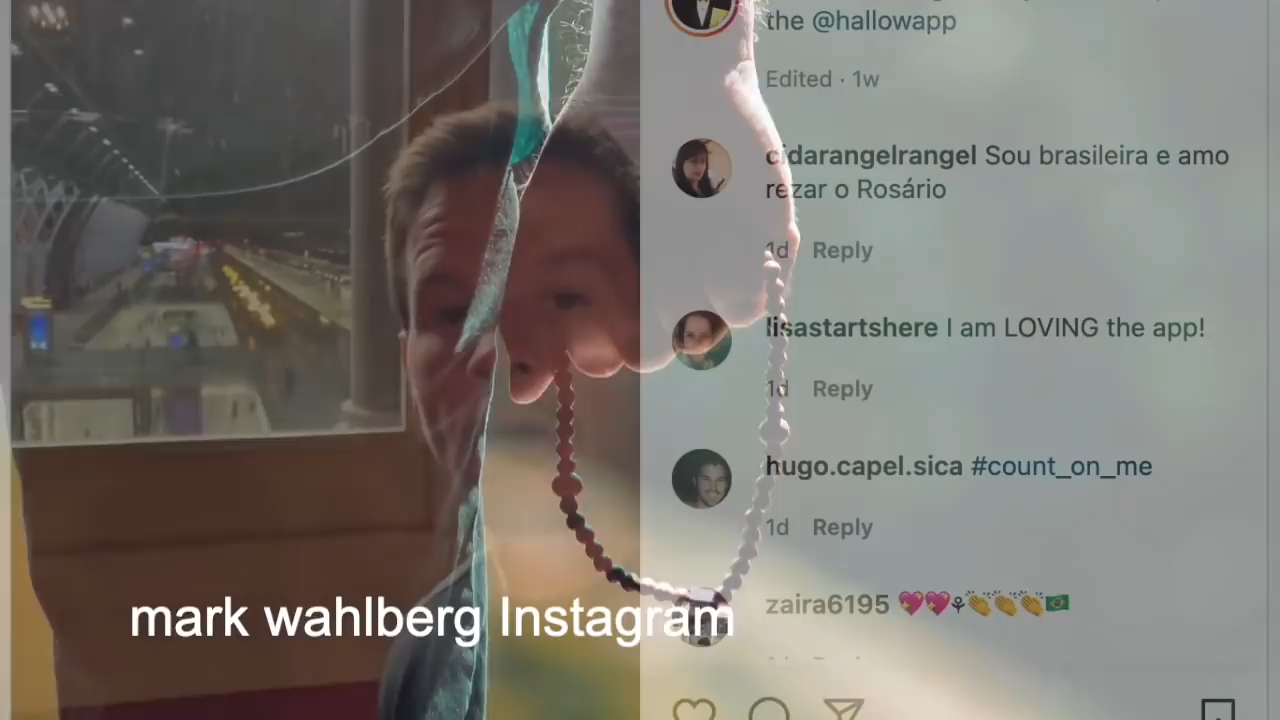 the @hallowapp
Edited · 1w
cidarangelrangel Sou brasileira e amo
rezar o Rosário
1d Reply
lisastartshere I am LOVING the app!
1d Reply
hugo.capel.sica #count_on_me
1d Reply
zaira6195 💖💖⚘👏👏👏🇧🇷
mark wahlberg Instagram